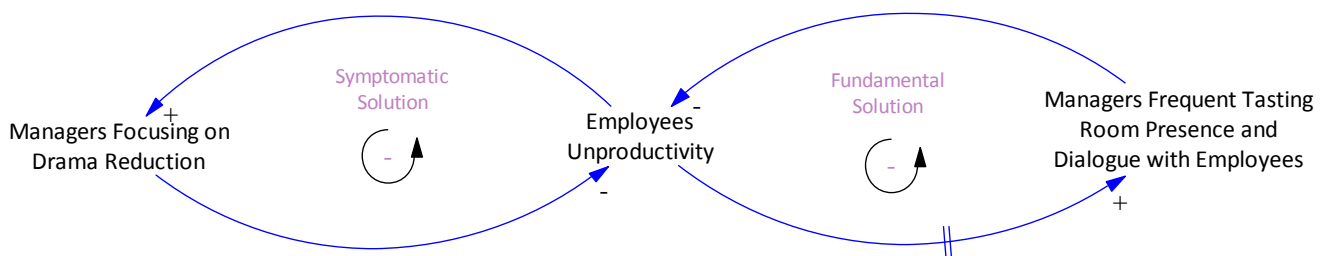 Symptomatic
Solution
-
+
Managers Focusing on
Drama Reduction
Employees
Unproductivity
-
-
Fundamental
Solution
-
Managers Frequent Tasting
Room Presence and
Dialogue with Employees
+